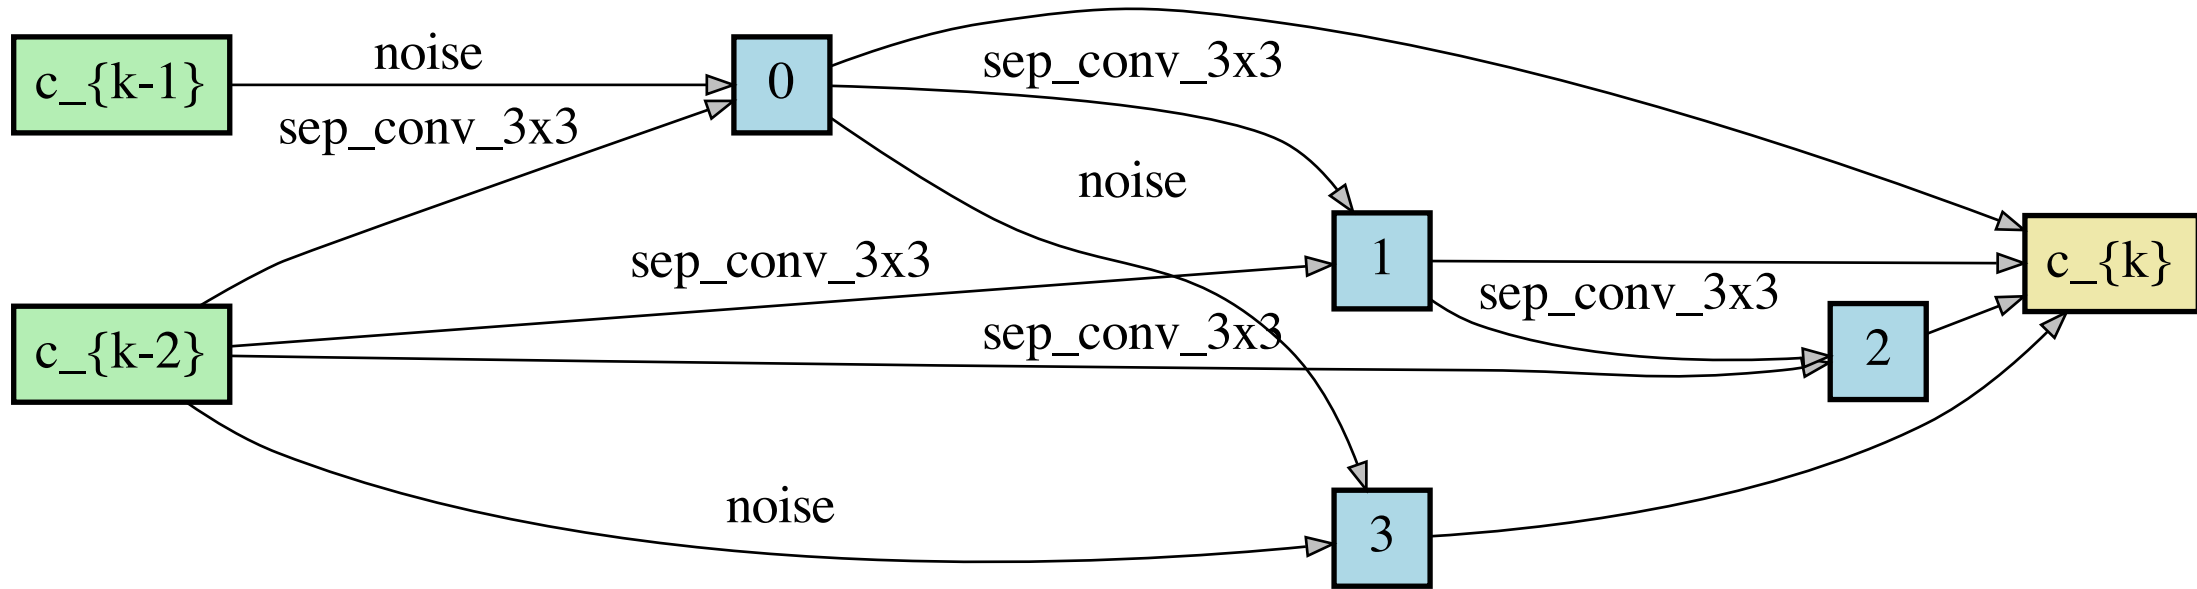 noise
sep_conv_3x3
c_{k-1}
0
sep_conv_3x3
noise
sep_conv_3x3
1
c_{k}
sep_conv_3x3
sep_conv_3x3
c_{k-2}
2
noise
3